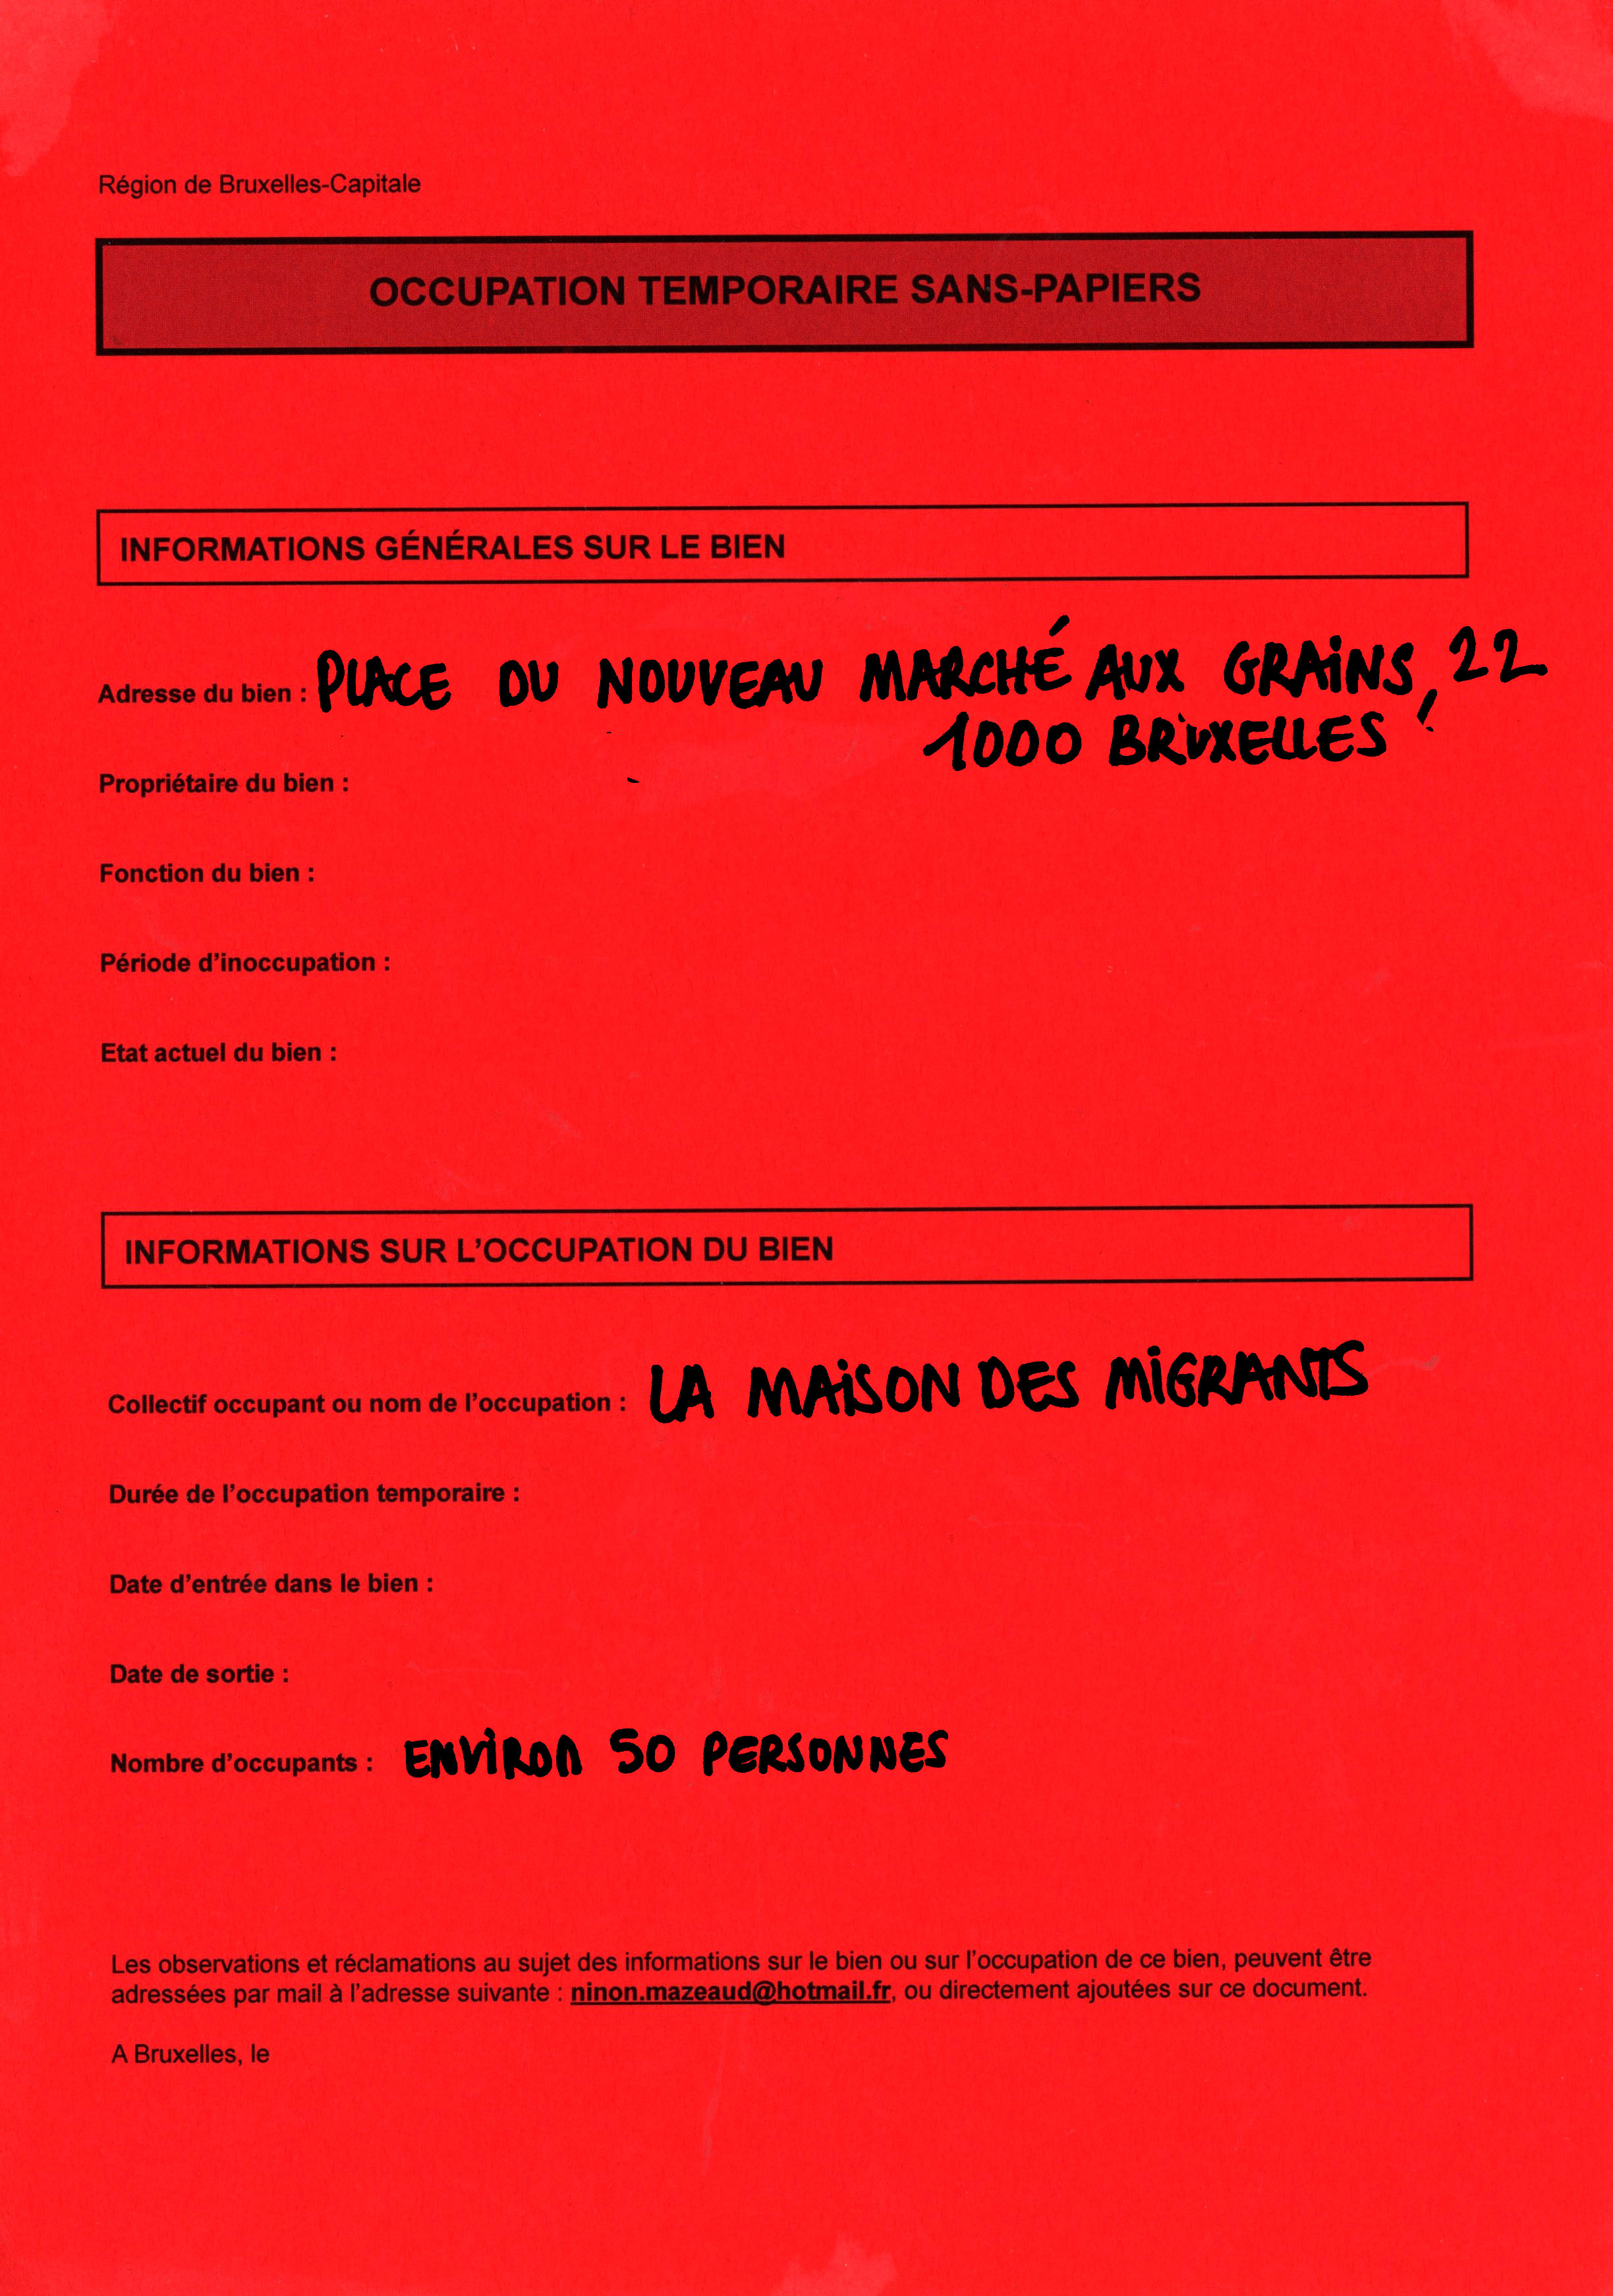 Région de Bruxelles-Capitale
OCCUPATION TEMPORAIRE SANS-PAPIERS
INFORMATIONS GÉNÉRALES SUR LE BIEN
Adresse du bien : PLACE DU NOUVEAU MARCHÉ AUX GRAINS, 22
1000 BRUXELLES !
Propriétaire du bien :
Fonction du bien :
Période d'inoccupation :
Etat actuel du bien :
INFORMATIONS SUR L'OCCUPATION DU BIEN
Collectif occupant ou nom de l'occupation : LA MAISON DES MIGRANTS
Durée de l'occupation temporaire :
Date d'entrée dans le bien :
Date de sortie :
Nombre d'occupants : ENVIRON 50 PERSONNES
Les observations et réclamations au sujet des informations sur le bien ou sur l'occupation de ce bien, peuvent être
adressées par mail à l'adresse suivante : ninon.mazeaud@hotmail.fr, ou directement ajoutées sur ce document.
A Bruxelles, le